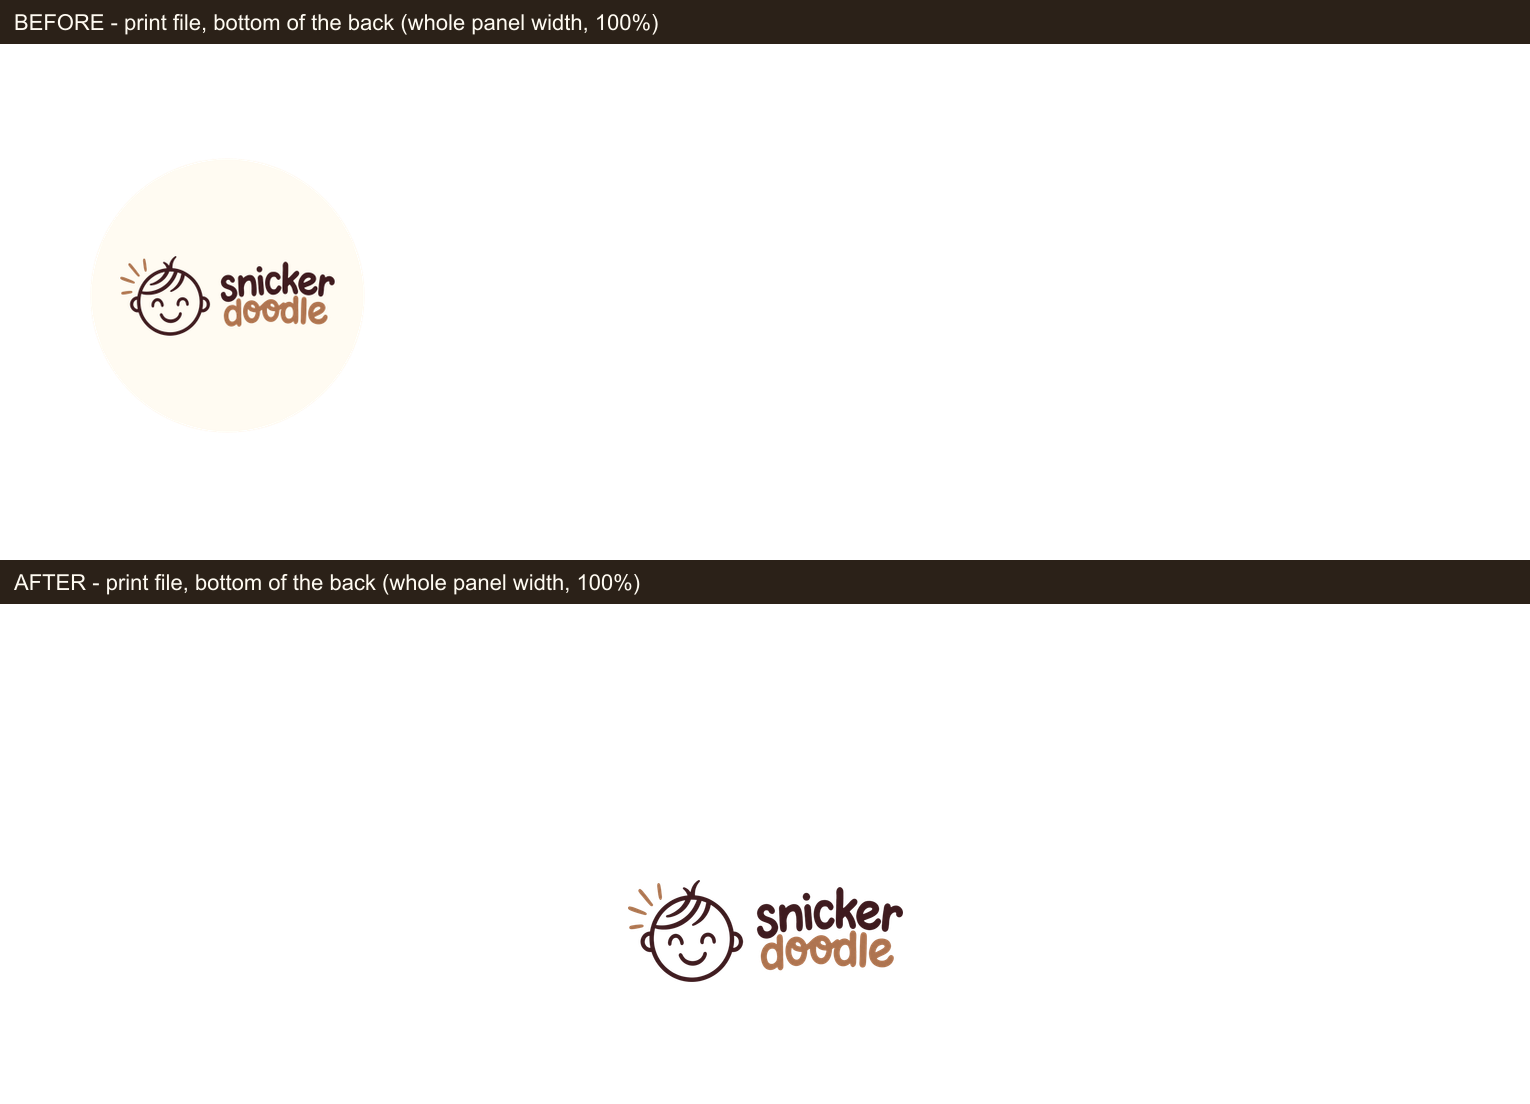 BEFORE - print file, bottom of the back (whole panel width, 100%)
snicker
doodle
AFTER - print file, bottom of the back (whole panel width, 100%)
snicker
doodle